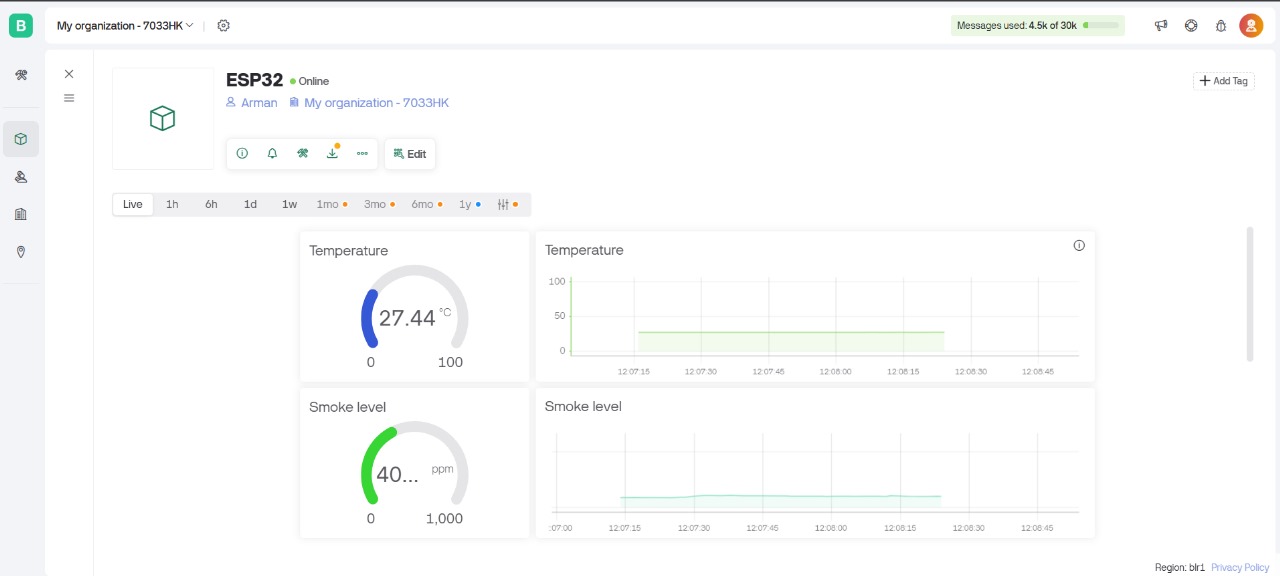 B
My organization - 7033HK
Messages used: 4.5k of 30k
ESP32
Online
Arman
My organization - 7033HK
Add Tag
Edit
Live 1h 6h 1d 1w 1mo 3mo 6mo 1y
Temperature
27.44 °C
0 100
Temperature
100
50
0
12:07:15 12:07:30 12:07:45 12:08:00 12:08:15 12:08:30 12:08:45
Smoke level
40... ppm
0 1,000
Smoke level
:07:00 12:07:15 12:07:30 12:07:45 12:08:00 12:08:15 12:08:30 12:08:45
Region: blr1 Privacy Policy